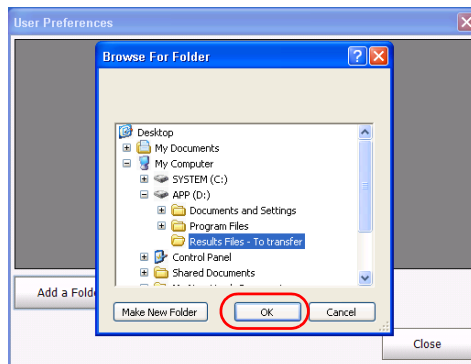 User Preferences
Browse For Folder
Desktop
My Documents
My Computer
SYSTEM (C:)
APP (D:)
Documents and Settings
Program Files
Results Files - To transfer
Control Panel
Shared Documents
Add a Folde
Make New Folder
OK
Cancel
Close